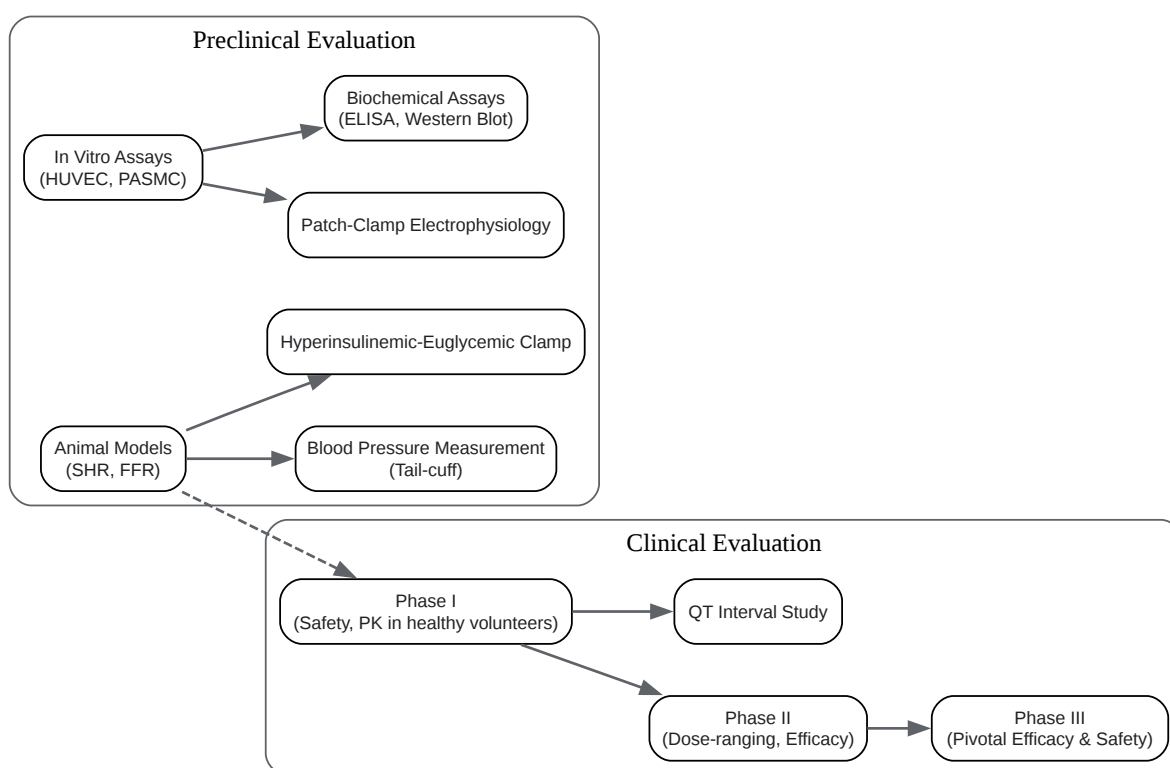 Preclinical Evaluation
Biochemical Assays
(ELISA, Western Blot)
In Vitro Assays
(HUVEC, PASMC)
Patch-Clamp Electrophysiology
Hyperinsulinemic-Euglycemic Clamp
Animal Models
(SHR, FFR)
Blood Pressure Measurement
(Tail-cuff)
Clinical Evaluation
Phase I
(Safety, PK in healthy volunteers)
QT Interval Study
Phase II
(Dose-ranging, Efficacy)
Phase III
(Pivotal Efficacy & Safety)